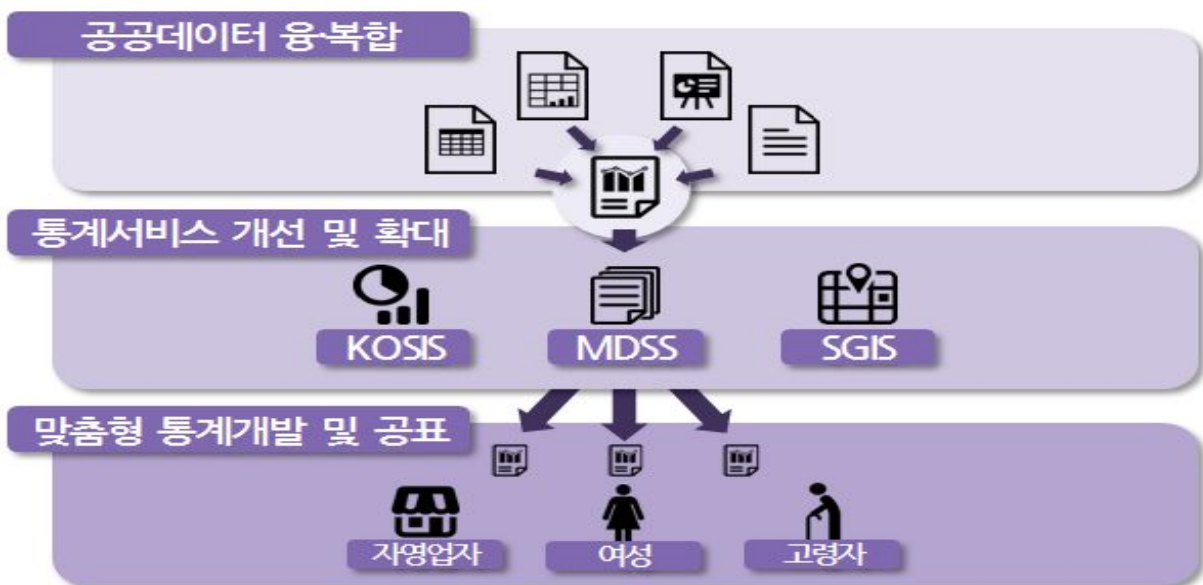 공공데이터 융·복합
통계서비스 개선 및 확대
KOSIS
MDSS
SGIS
맞춤형 통계개발 및 공표
자영업자
여성
고령자